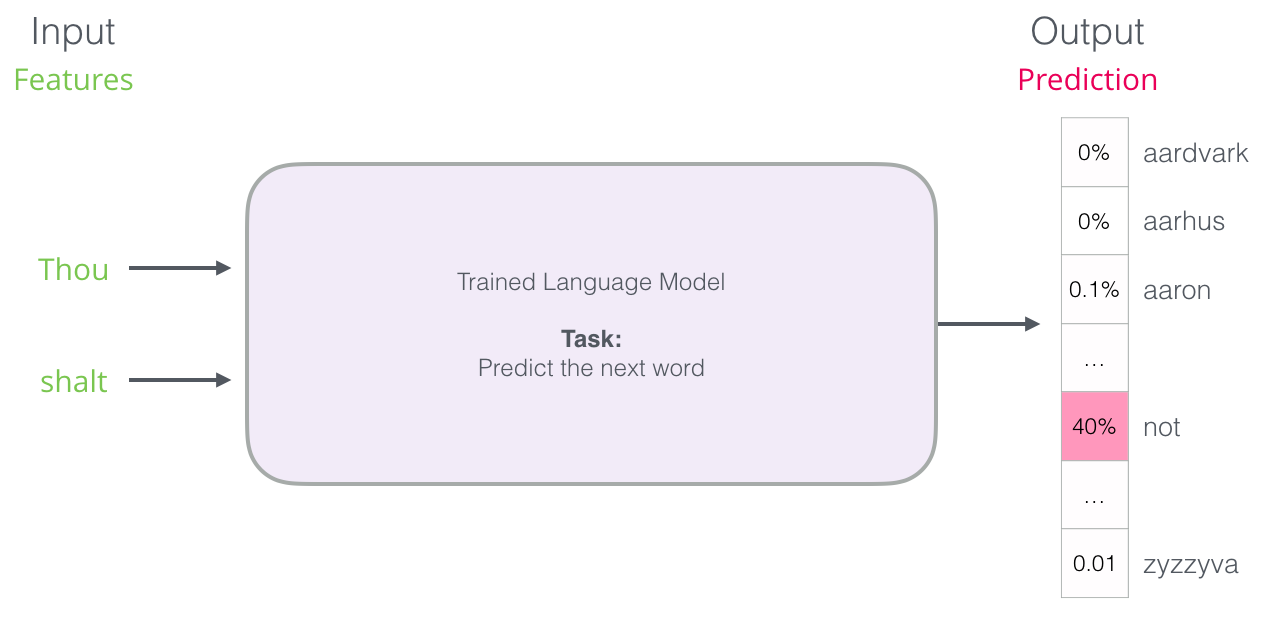 Input
Features
Output
Prediction
Thou
shalt
Trained Language Model
Task:
Predict the next word
0% aardvark
0% aarhus
0.1% aaron
...
40% not
...
0.01 zyzzyva